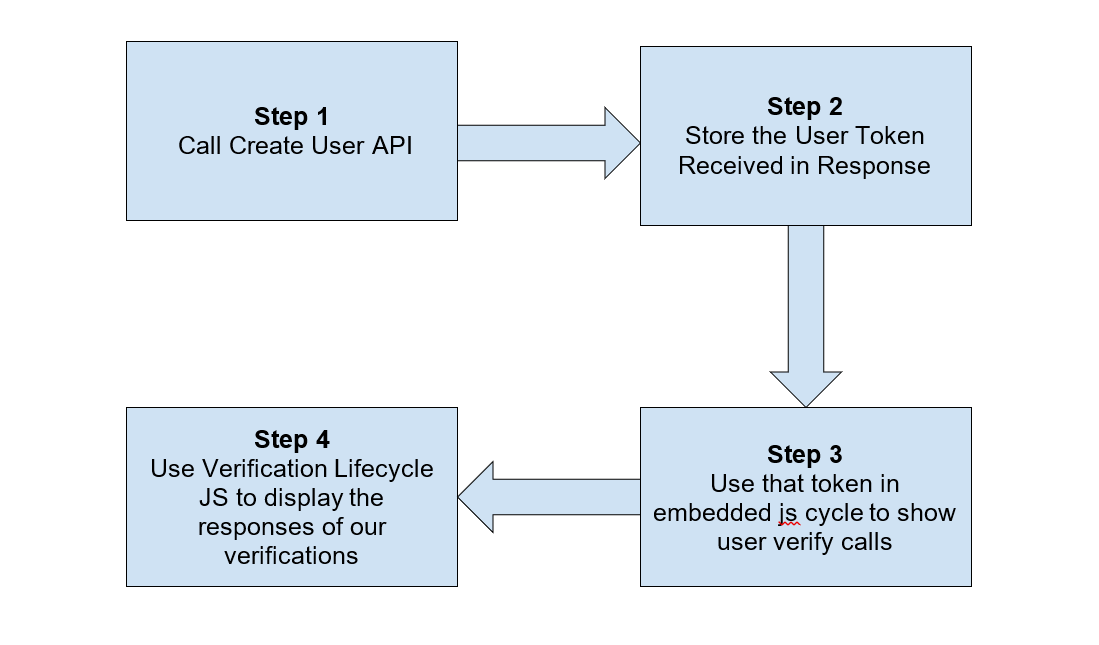 Step 1
Call Create User API
Step 2
Store the User Token
Received in Response
Step 3
Use that token in
embedded js cycle to show
user verify calls
Step 4
Use Verification Lifecycle
JS to display the
responses of our
verifications